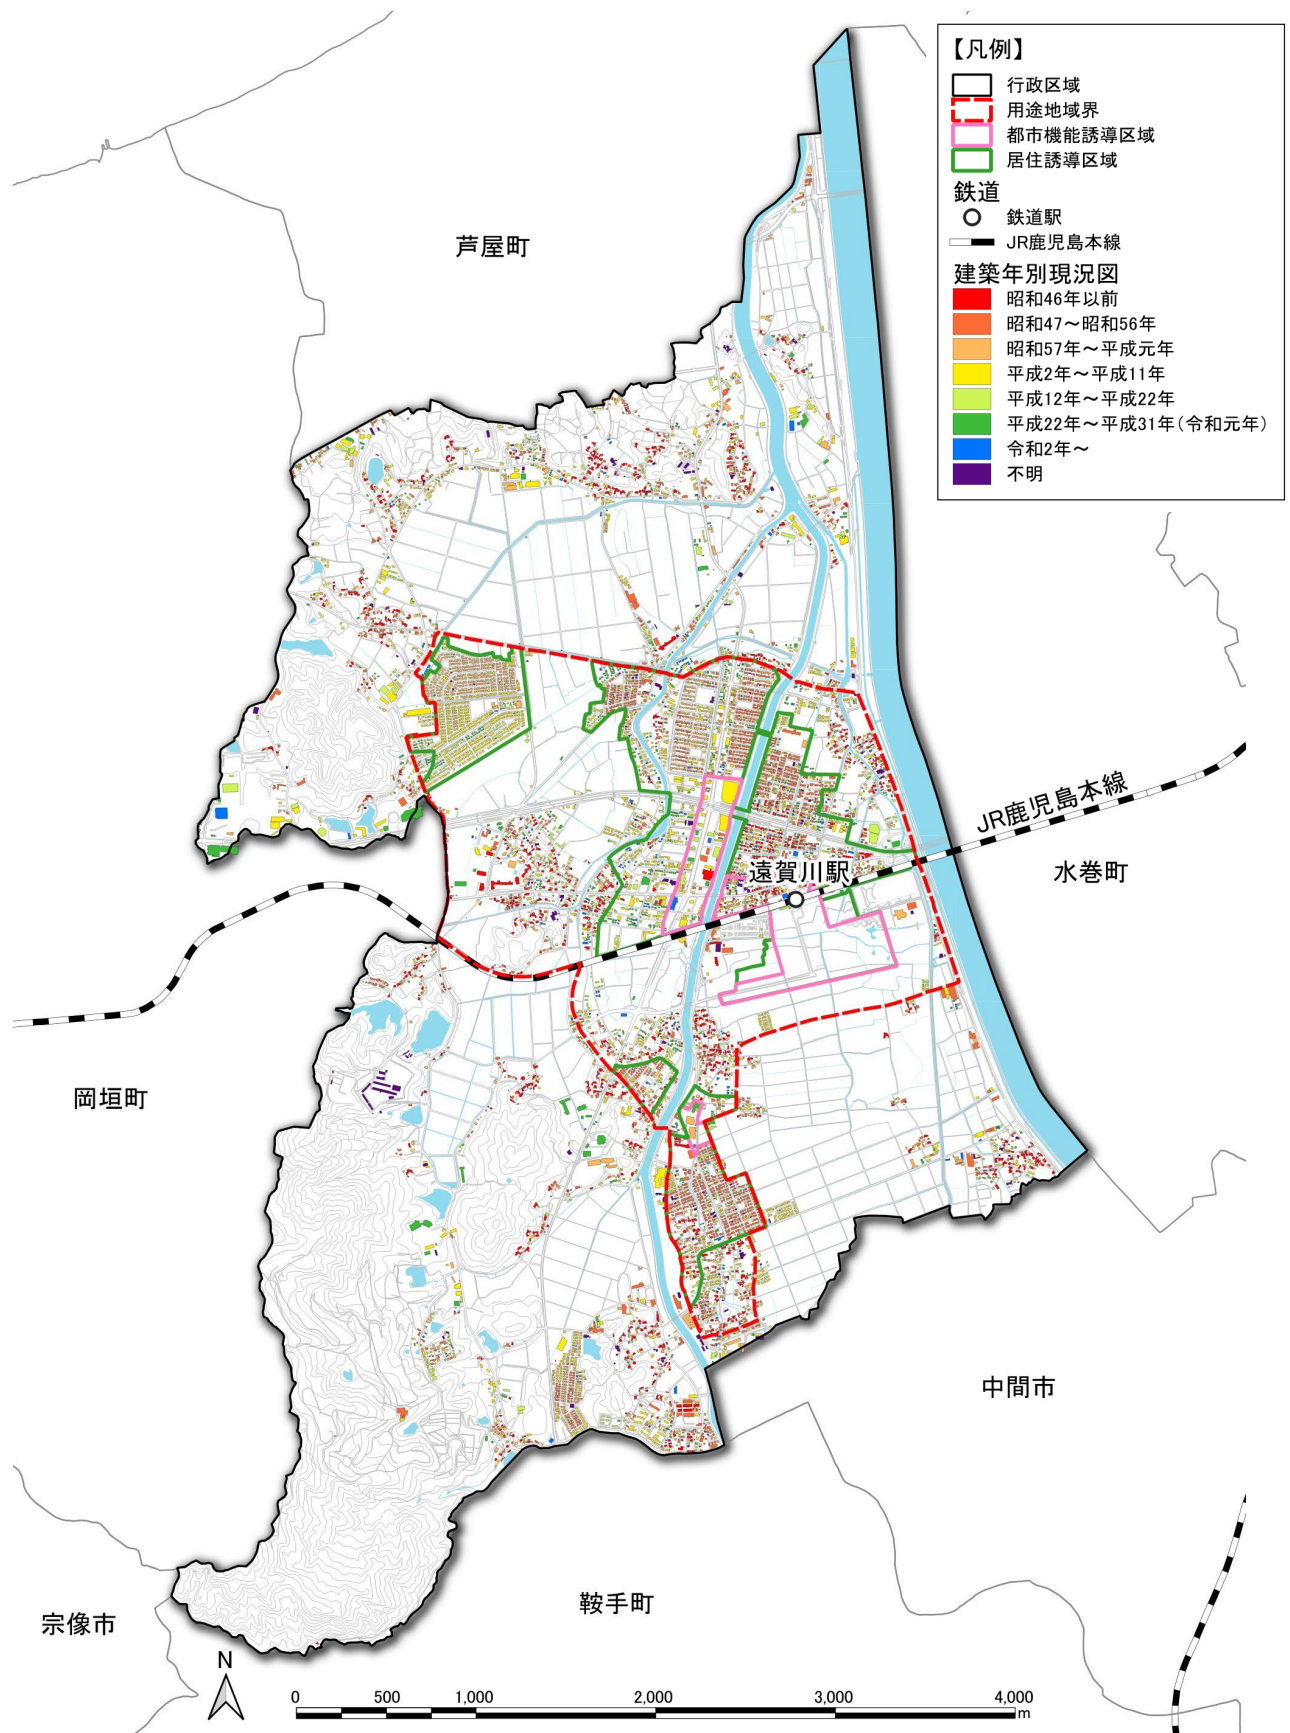 【凡例】
行政区域
用途地域界
都市機能誘導区域
居住誘導区域
鉄道
鉄道駅
JR鹿児島本線
建築年別現況図
昭和46年以前
昭和47～昭和56年
昭和57年～平成元年
平成2年～平成11年
平成12年～平成22年
平成22年～平成31年(令和元年)
令和2年～
不明
芦屋町
JR鹿児島本線
遠賀川駅
水巻町
岡垣町
中間市
鞍手町
宗像市
N
0 500 1,000 2,000 3,000 4,000
m